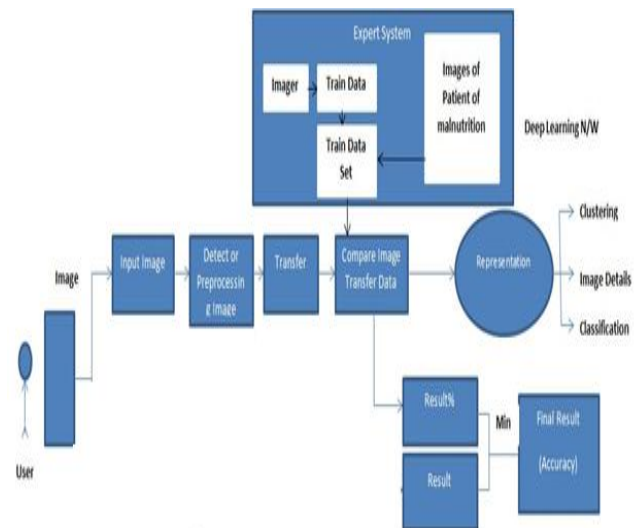 Expert System
Imager
Train Data
Images of
Patient of
malnutrition
Train Data
Set
Deep Learning N/W
Clustering
Image
Input Image
Detect or
Preprocessin
g Image
Transfer
Compare Image
Transfer Data
Representation
Image Details
Classification
User
Result%
Min
Final Result
(Accuracy)
Result